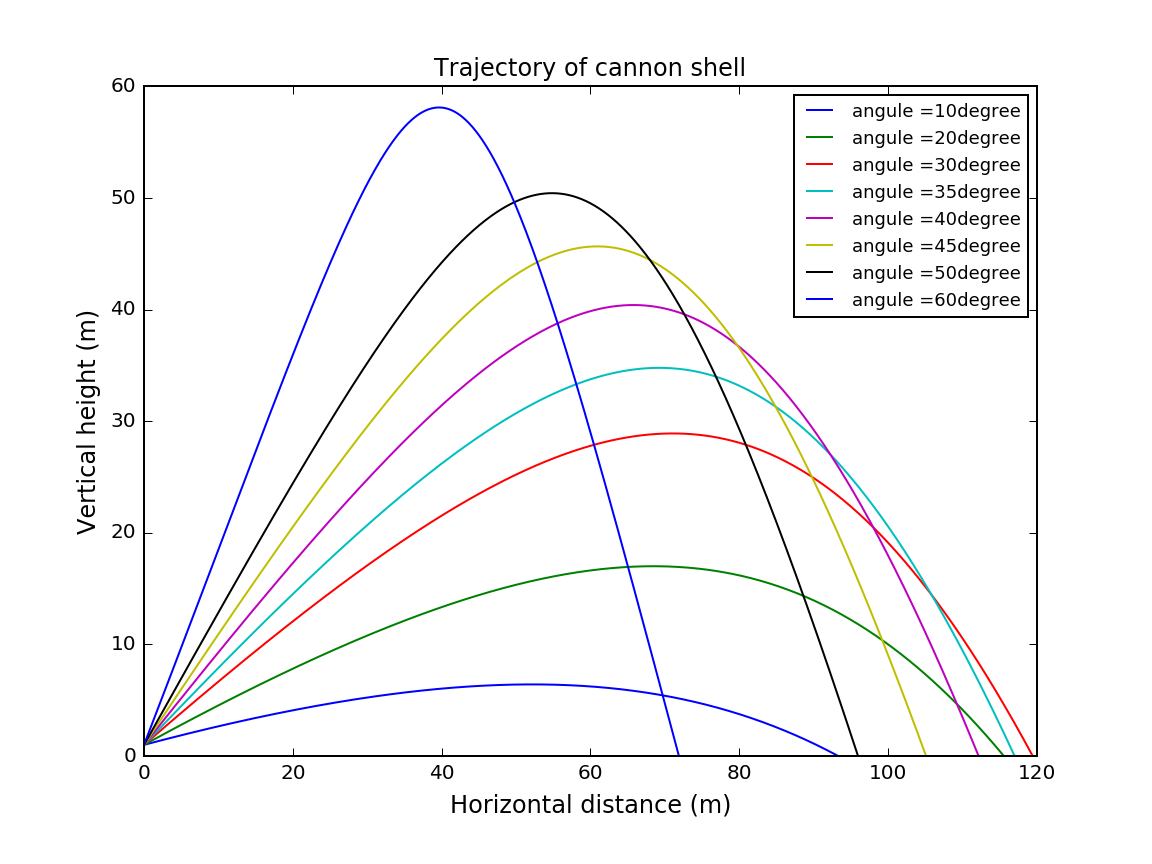 Trajectory of cannon shell
60
50
40
30
20
10
0
Vertical height (m)
angule =10degree
angule =20degree
angule =30degree
angule =35degree
angule =40degree
angule =45degree
angule =50degree
angule =60degree
0 20 40 60 80 100 120
Horizontal distance (m)